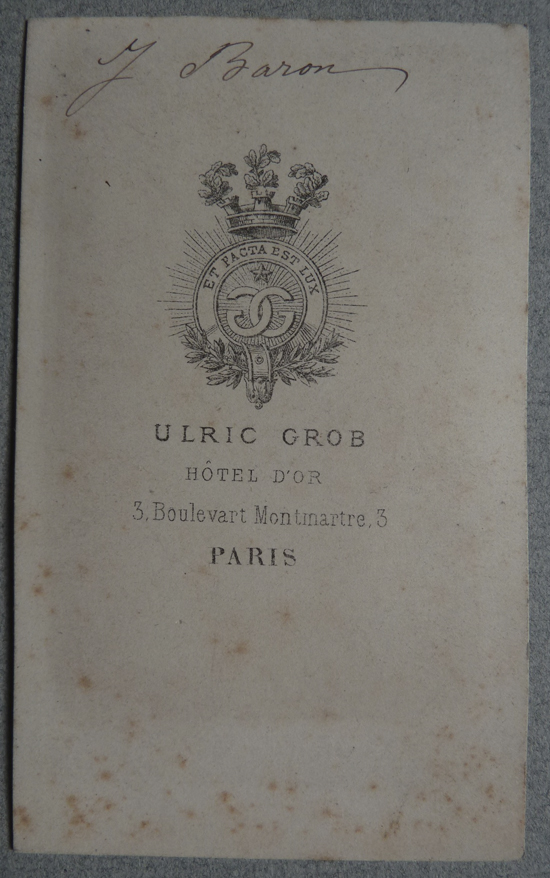 J Baron
ET FACTA EST LUX
ULRIC GROB
HÔTEL D'OR
3, Boulevart Montmartre, 3
PARIS